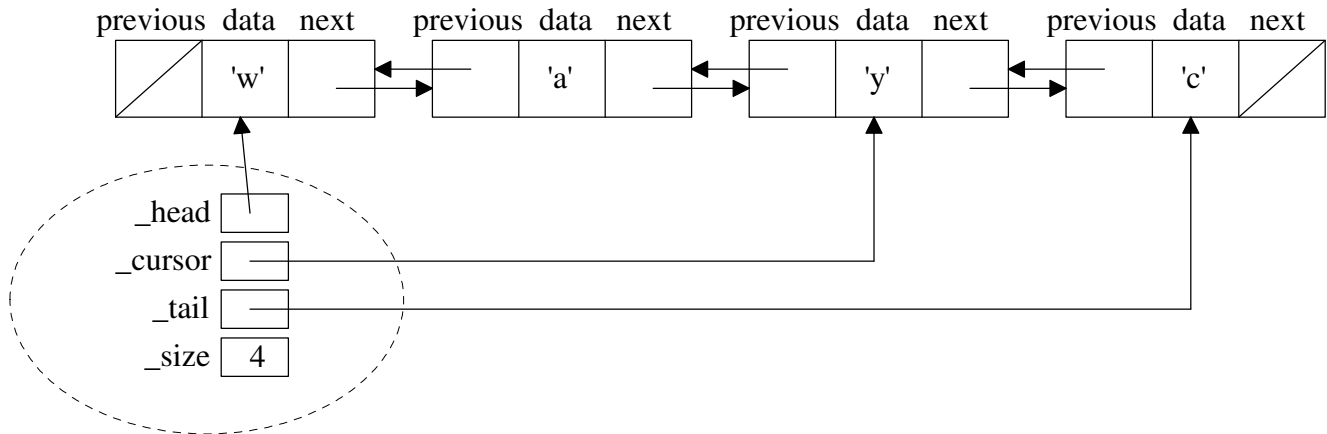 previous data next previous data next previous data next previous data next
'w' 'a' 'y' 'c'
_head
_cursor
_tail
_size 4